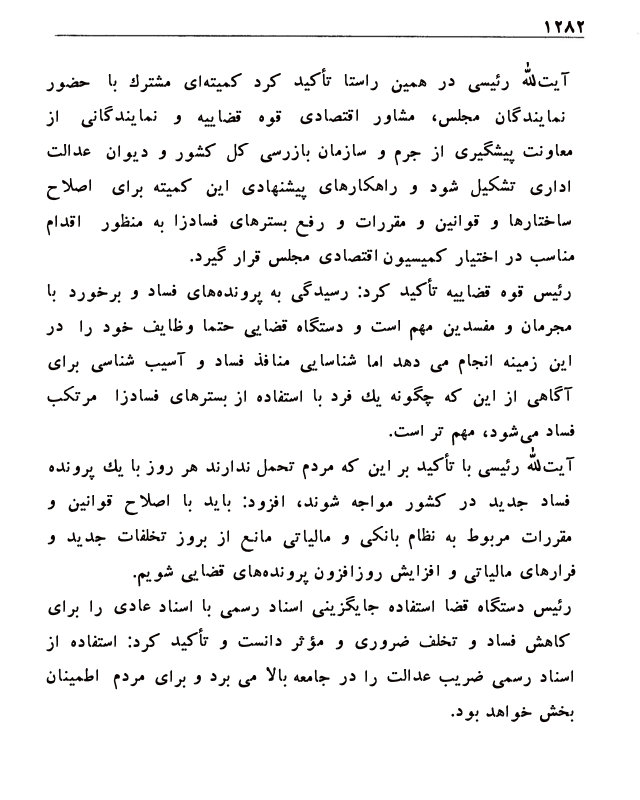 ۱۲۸۲
آیت‌الله رئیسی در همین راستا تأکید کرد کمیته‌ای مشترك با حضور
نمایندگان مجلس، مشاور اقتصادی قوه قضاییه و نمایندگانی از
معاونت پیشگیری از جرم و سازمان بازرسی کل کشور و دیوان عدالت
اداری تشکیل شود و راهکارهای پیشنهادی این کمیته برای اصلاح
ساختارها و قوانین و مقررات و رفع بسترهای فسادزا به منظور اقدام
مناسب در اختیار کمیسیون اقتصادی مجلس قرار گیرد.
رئیس قوه قضاییه تأکید کرد: رسیدگی به پرونده‌های فساد و برخورد با
مجرمان و مفسدین مهم است و دستگاه قضایی حتما وظایف خود را در
این زمینه انجام می دهد اما شناسایی منافذ فساد و آسیب شناسی برای
آگاهی از این که چگونه یك فرد با استفاده از بسترهای فسادزا مرتکب
فساد می‌شود، مهم تر است.
آیت‌الله رئیسی با تأکید بر این که مردم تحمل ندارند هر روز با یك پرونده
فساد جدید در کشور مواجه شوند، افزود: باید با اصلاح قوانین و
مقررات مربوط به نظام بانکی و مالیاتی مانع از بروز تخلفات جدید و
فرارهای مالیاتی و افزایش روزافزون پرونده‌های قضایی شویم.
رئیس دستگاه قضا استفاده جایگزینی اسناد رسمی با اسناد عادی را برای
کاهش فساد و تخلف ضروری و مؤثر دانست و تأکید کرد: استفاده از
اسناد رسمی ضریب عدالت را در جامعه بالا می برد و برای مردم اطمینان
بخش خواهد بود.